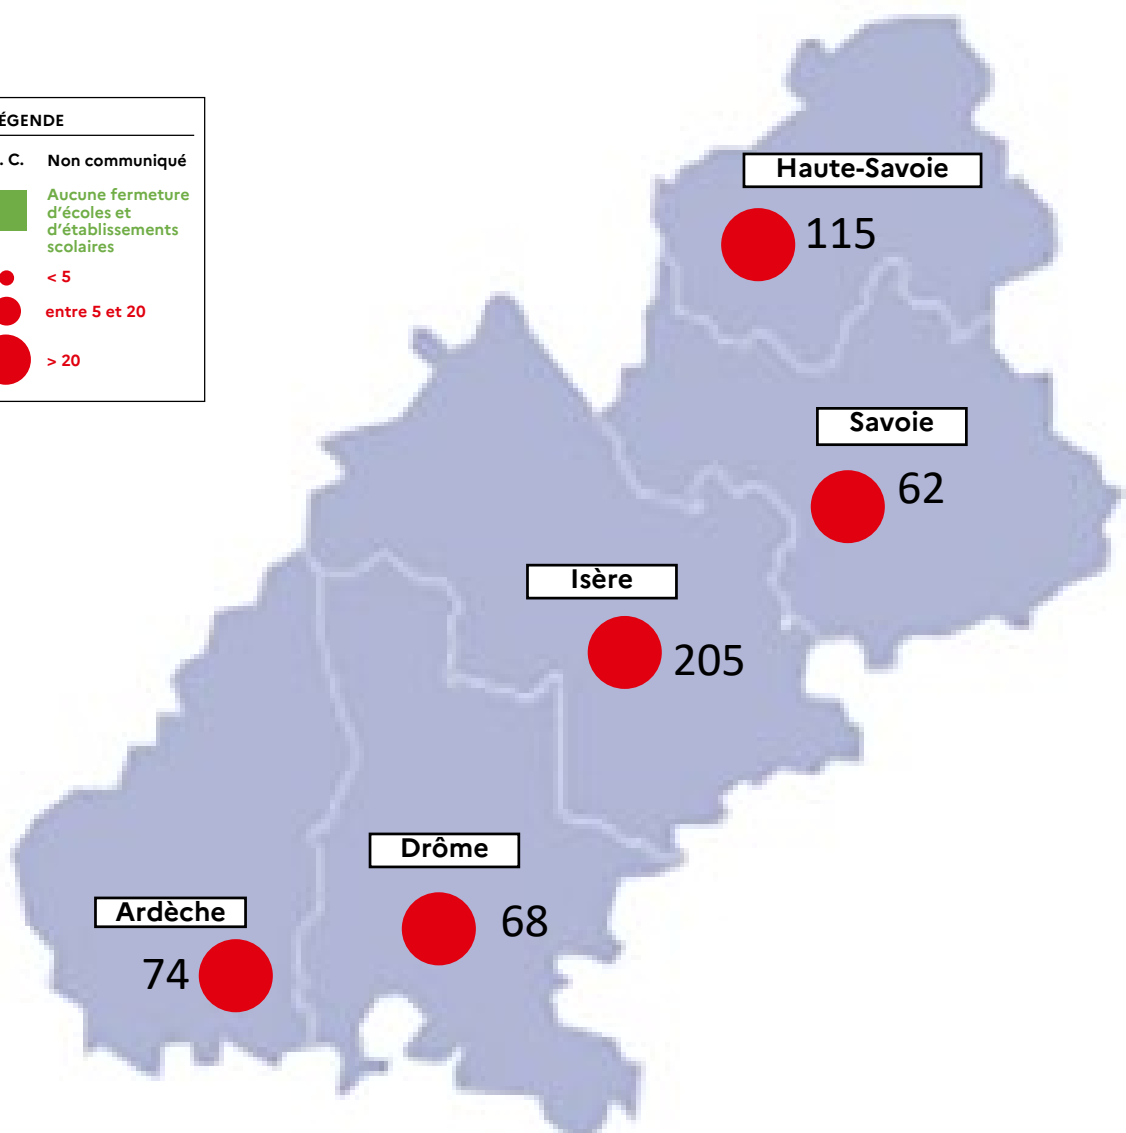 ÉGENDE
. C. Non communiqué
Aucune fermeture
d'écoles et
d'établissements
scolaires
< 5
entre 5 et 20
> 20
Haute-Savoie
115
Savoie
62
Isère
205
Drôme
68
Ardèche
74